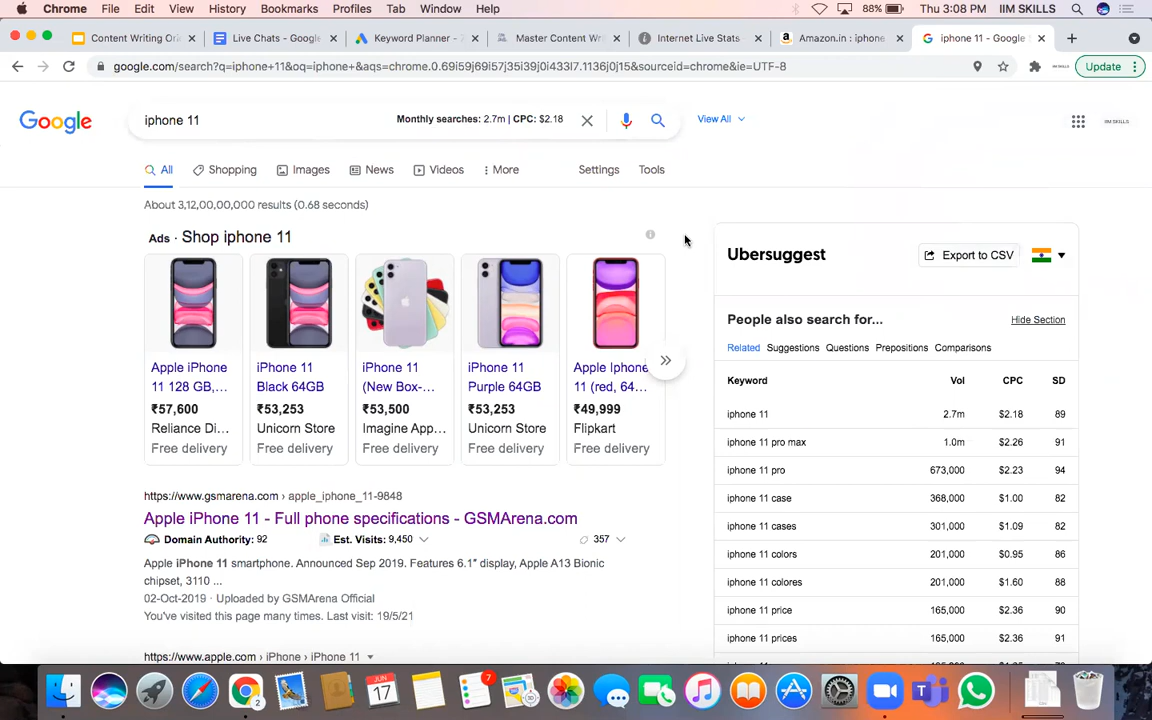 Chrome File Edit View History Bookmarks Profiles Tab Window Help 88% Thu 3:08 PM IIM SKILLS
Content Writing Ori Live Chats - Google Keyword Planner - 7 Master Content Wri Internet Live Stats Amazon.in : iphone iphone 11 - Google
google.com/search?q=iphone+11&oq=iphone+&aqs=chrome.0.69i59j69i57j35i39j0i433l7.1136j0j15&sourceid=chrome&ie=UTF-8 Update
Google
iphone 11 Monthly searches: 2.7m | CPC: $2.18 View All
IIM SKILLS
All Shopping Images News Videos More Settings Tools
About 3,12,00,00,000 results (0.68 seconds)
Ads · Shop iphone 11
Apple iPhone 11 128 GB,...
₹57,600
Reliance Di...
Free delivery
iPhone 11 Black 64GB
₹53,253
Unicorn Store
Free delivery
iPhone 11 (New Box-...
₹53,500
Imagine App...
Free delivery
iPhone 11 Purple 64GB
₹53,253
Unicorn Store
Free delivery
Apple Iphone 11 (red, 64...
₹49,999
Flipkart
Free delivery
https://www.gsmarena.com › apple_iphone_11-9848
Apple iPhone 11 - Full phone specifications - GSMArena.com
Domain Authority: 92 Est. Visits: 9,450 357
Apple iPhone 11 smartphone. Announced Sep 2019. Features 6.1″ display, Apple A13 Bionic
chipset, 3110 ...
02-Oct-2019 · Uploaded by GSMArena Official
You've visited this page many times. Last visit: 19/5/21
https://www.apple.com › iPhone › iPhone 11
Ubersuggest Export to CSV
People also search for... Hide Section
Related Suggestions Questions Prepositions Comparisons
Keyword Vol CPC SD
iphone 11 2.7m $2.18 89
iphone 11 pro max 1.0m $2.26 91
iphone 11 pro 673,000 $2.23 94
iphone 11 case 368,000 $1.00 82
iphone 11 cases 301,000 $1.09 82
iphone 11 colors 201,000 $0.95 86
iphone 11 colores 201,000 $1.60 88
iphone 11 price 165,000 $2.36 90
iphone 11 prices 165,000 $2.36 91
JUN
17
7
2